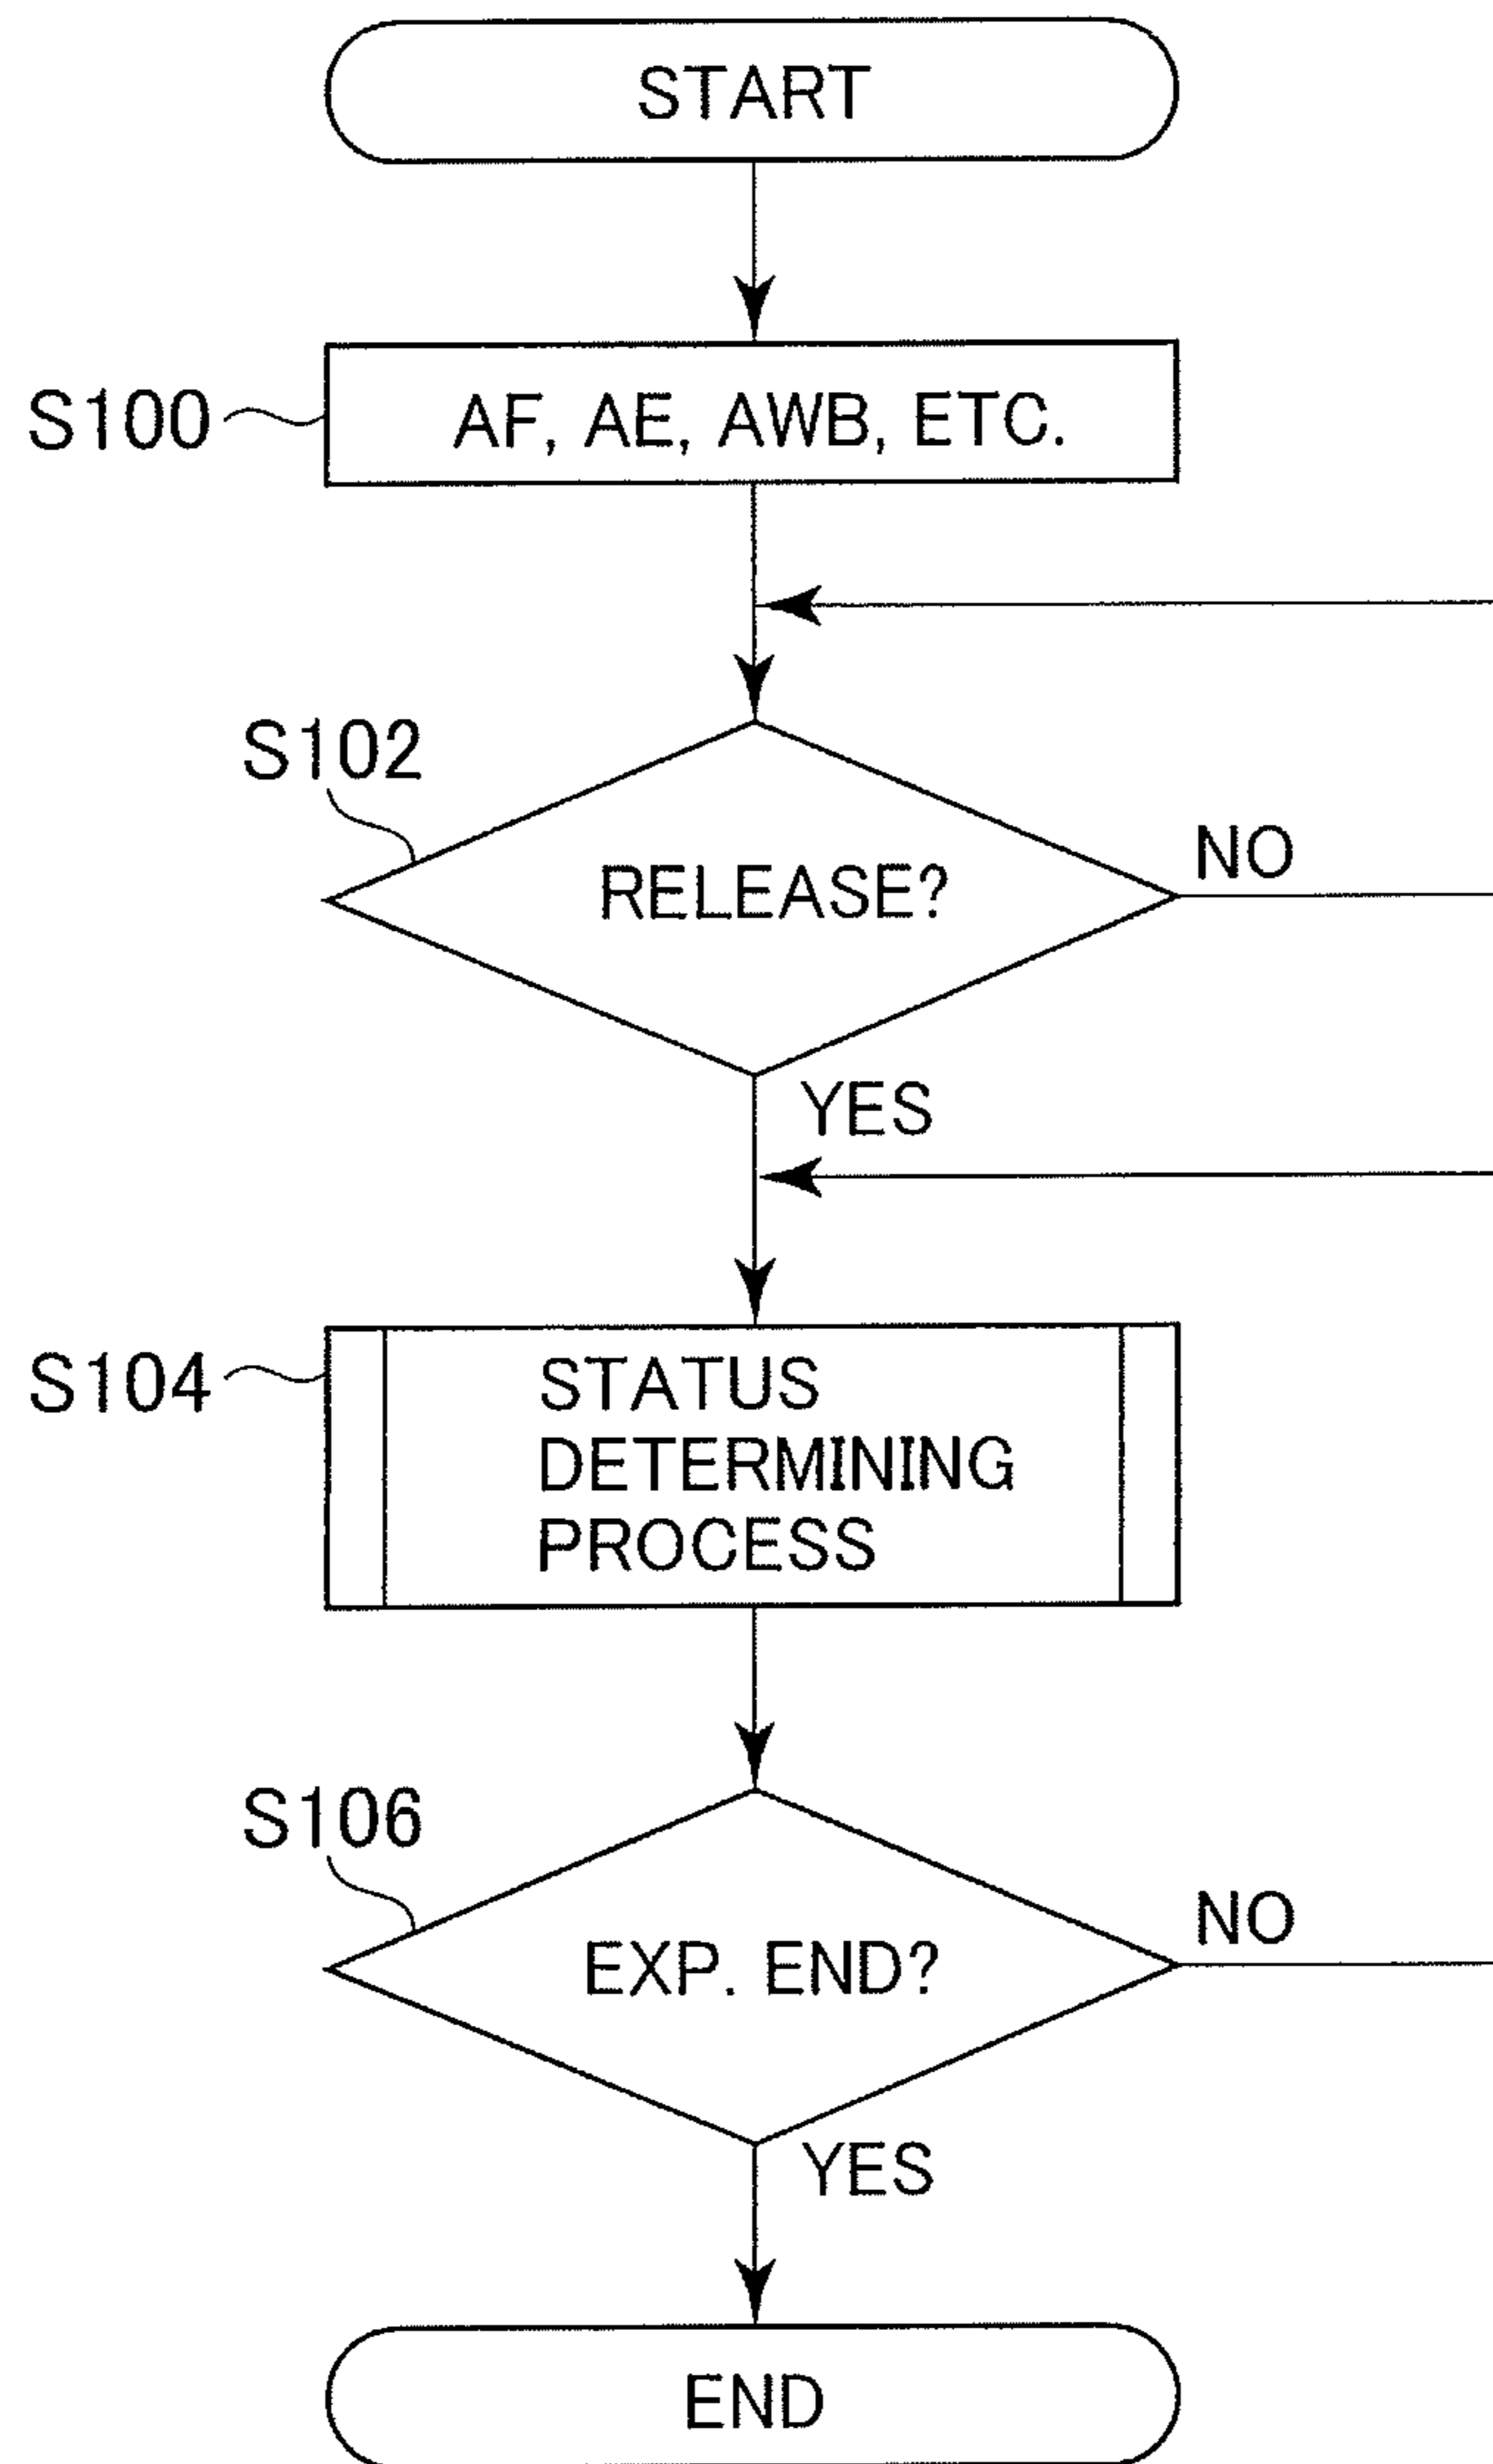 START
S100
AF, AE, AWB, ETC.
S102
RELEASE?
NO
YES
S104
STATUS
DETERMINING
PROCESS
S106
EXP. END?
NO
YES
END